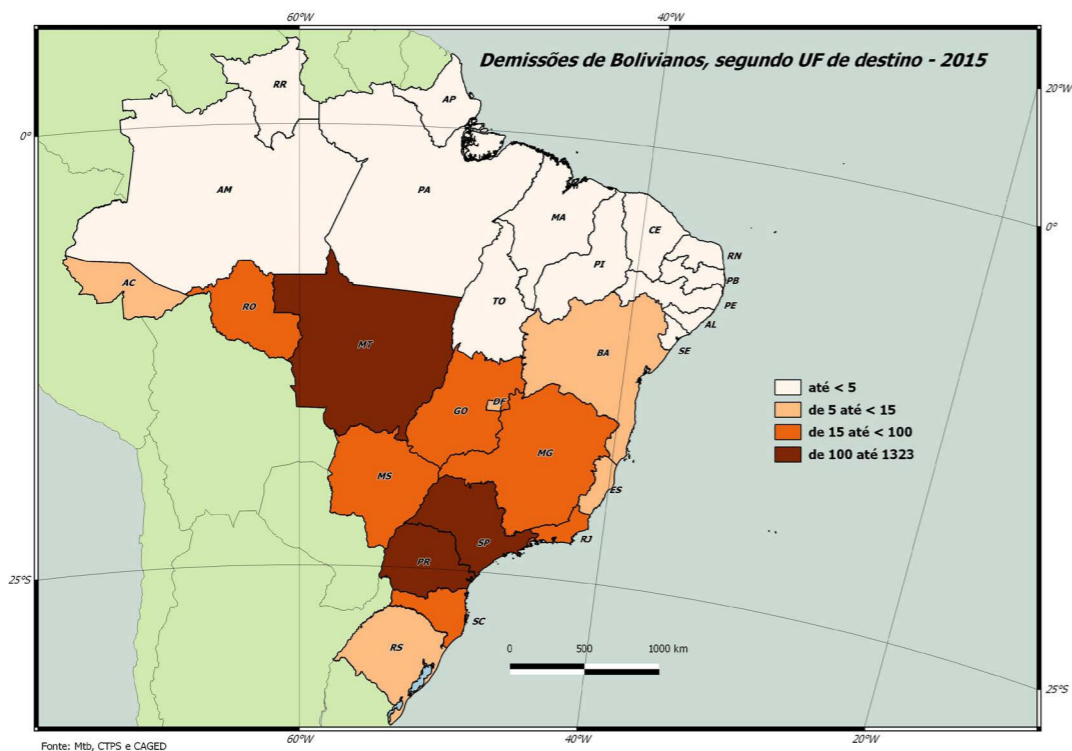 60°W
40°W
Demissões de Bolivianos, segundo UF de destino - 2015
20°W
RR
AP
0°
AM
PA
MA
CE
0°
RN
PI
PB
AC
RO
TO
PE
AL
MT
BA
SE
até < 5
de 5 até < 15
de 15 até < 100
de 100 até 1323
GO
DF
MG
MS
ES
RJ
SP
PR
25°S
SC
RS
0
500
1000 km
25°S
60°W
40°W
20°W
Fonte: Mtb, CTPS e CAGED